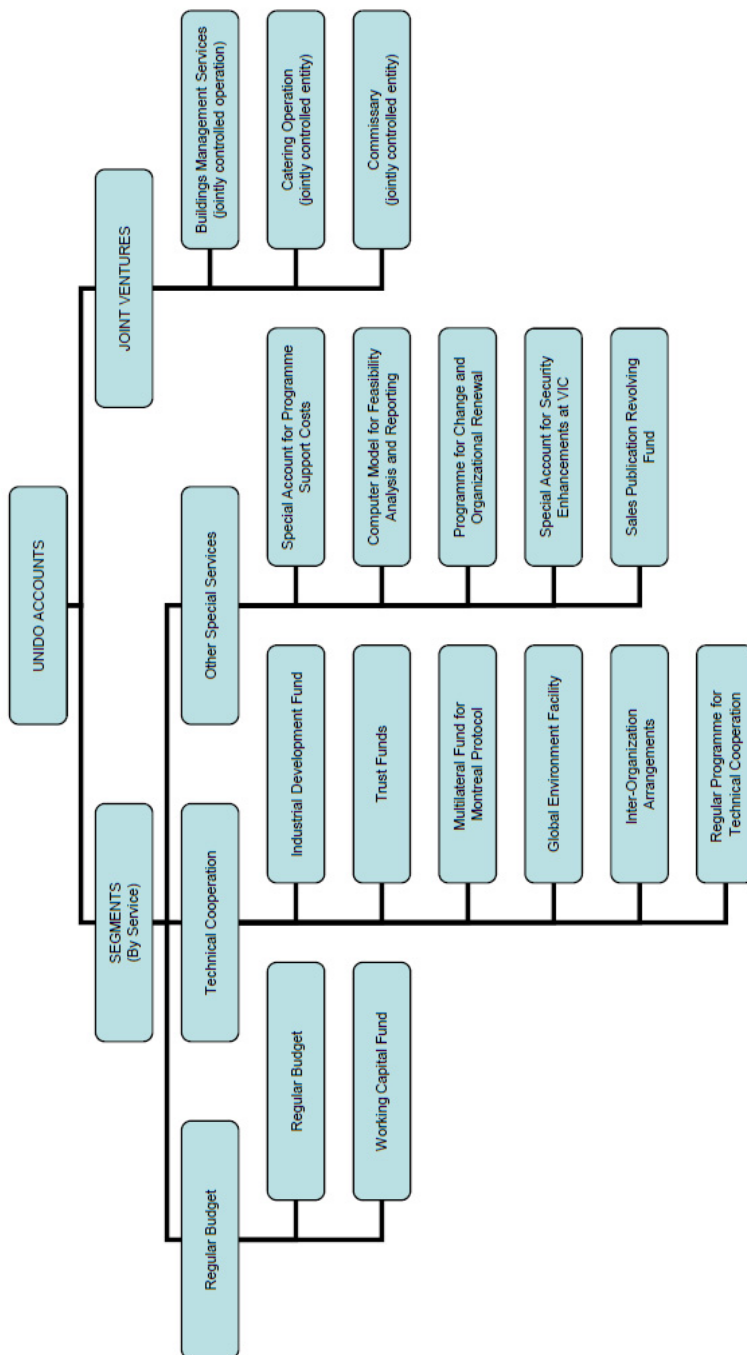 UNIDO ACCOUNTS
SEGMENTS
(By Service)
JOINT VENTURES
Regular Budget
Technical Cooperation
Other Special Services
Buildings Management Services
(jointly controlled operation)
Regular Budget
Industrial Development Fund
Special Account for Programme
Support Costs
Catering Operation
(jointly controlled entity)
Working Capital Fund
Trust Funds
Computer Model for Feasibility
Analysis and Reporting
Commissary
(jointly controlled entity)
Multilateral Fund for
Montreal Protocol
Programme for Change and
Organizational Renewal
Global Environment Facility
Special Account for Security
Enhancements at VIC
Inter-Organization
Arrangements
Sales Publication Revolving
Fund
Regular Programme for
Technical Cooperation